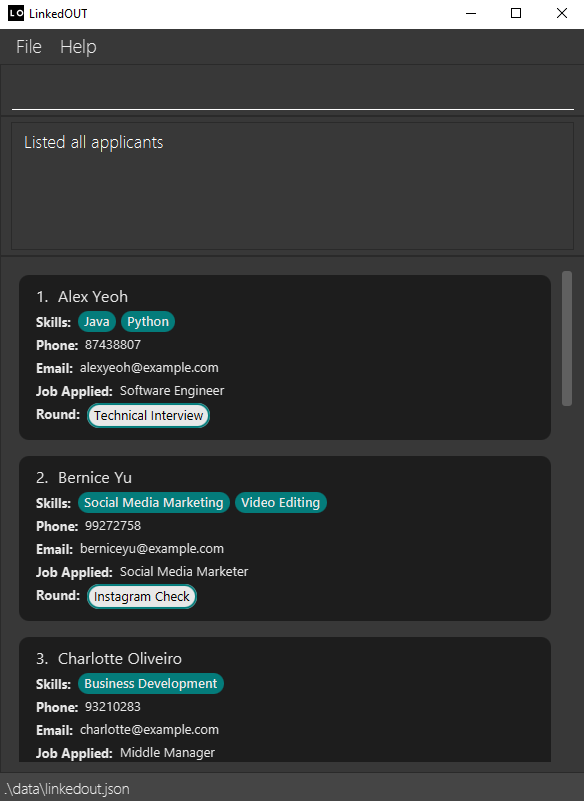 LO LinkedOUT
File Help
Listed all applicants
1. Alex Yeoh
Skills: Java Python
Phone: 87438807
Email: alexyeoh@example.com
Job Applied: Software Engineer
Round: Technical Interview
2. Bernice Yu
Skills: Social Media Marketing Video Editing
Phone: 99272758
Email: berniceyu@example.com
Job Applied: Social Media Marketer
Round: Instagram Check
3. Charlotte Oliveiro
Skills: Business Development
Phone: 93210283
Email: charlotte@example.com
Job Applied: Middle Manager
.\data\linkedout.json